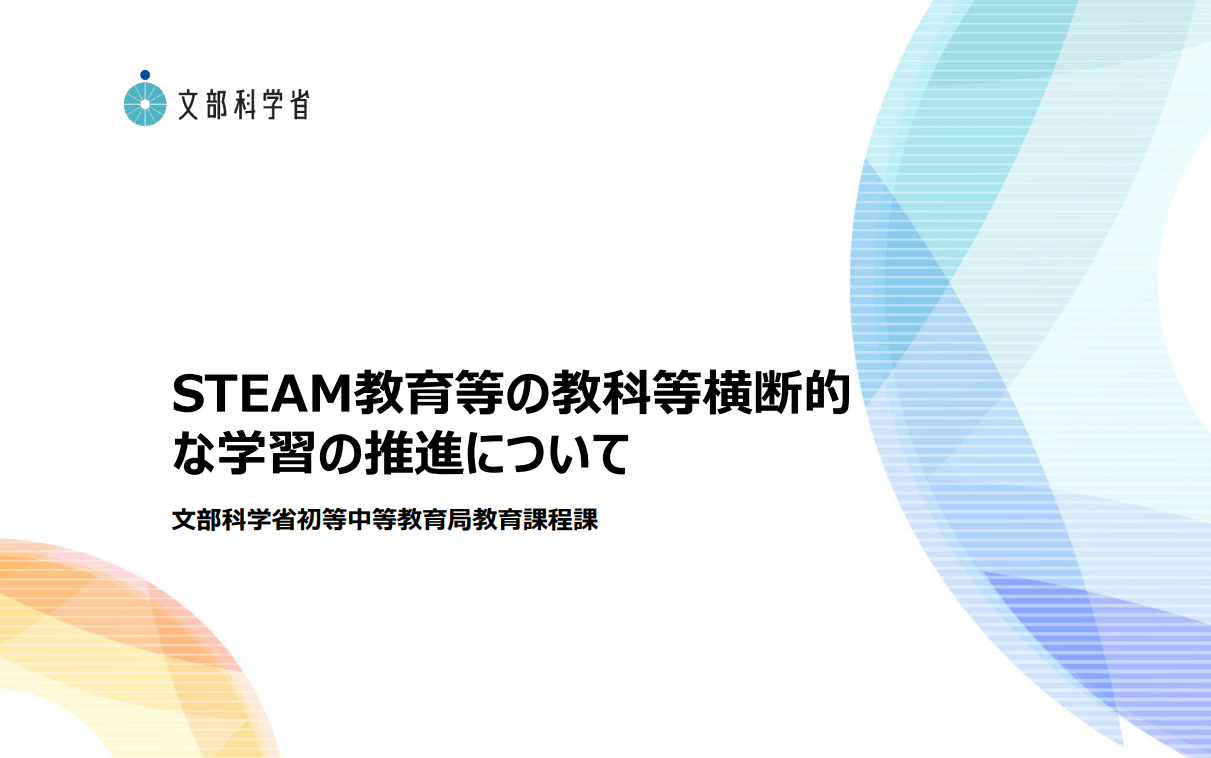 文部科学省
STEAM教育等の教科等横断的
な学習の推進について
文部科学省初等中等教育局教育課程課